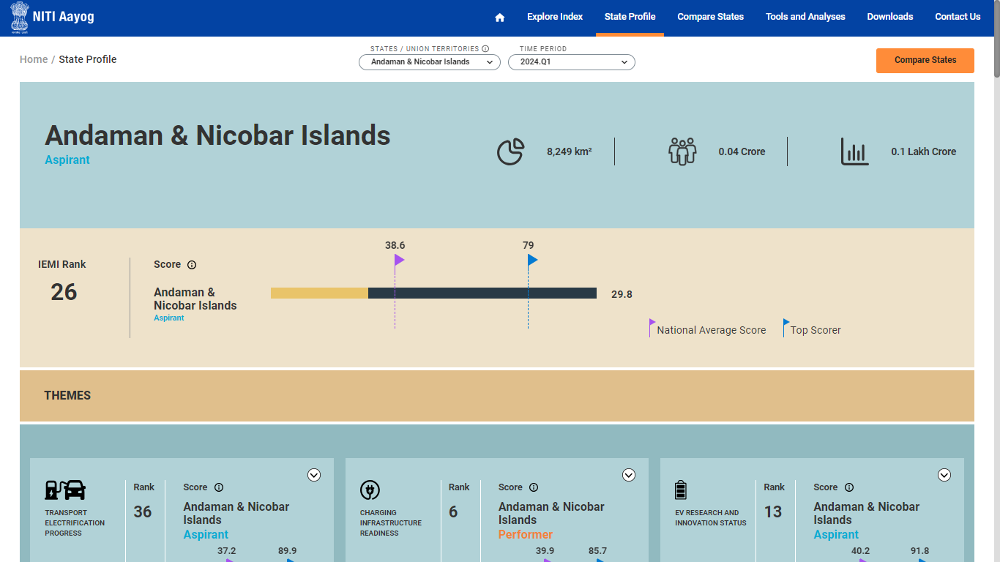 NITI Aayog
Explore Index
State Profile
Compare States
Tools and Analyses
Downloads
Contact Us
Home / State Profile
STATES / UNION TERRITORIES
Andaman & Nicobar Islands
TIME PERIOD
2024.Q1
Compare States
Andaman & Nicobar Islands
Aspirant
8,249 km²
0.04 Crore
0.1 Lakh Crore
IEMI Rank
26
Score
Andaman &
Nicobar Islands
Aspirant
38.6
79
29.8
National Average Score
Top Scorer
THEMES
TRANSPORT
ELECTRIFICATION
PROGRESS
Rank
36
Score
Andaman & Nicobar
Islands
Aspirant
37.2
89.9
CHARGING
INFRASTRUCTURE
READINESS
Rank
6
Score
Andaman & Nicobar
Islands
Performer
39.9
85.7
EV RESEARCH AND
INNOVATION STATUS
Rank
13
Score
Andaman & Nicobar
Islands
Aspirant
40.2
91.8